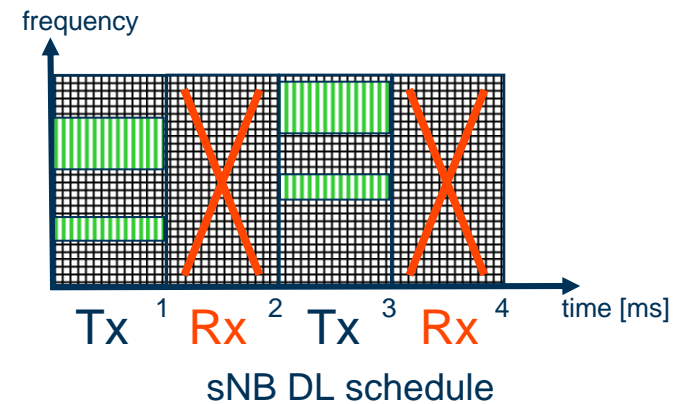 frequency
1 2 3 4 time [ms]
Tx Rx Tx Rx
sNB DL schedule